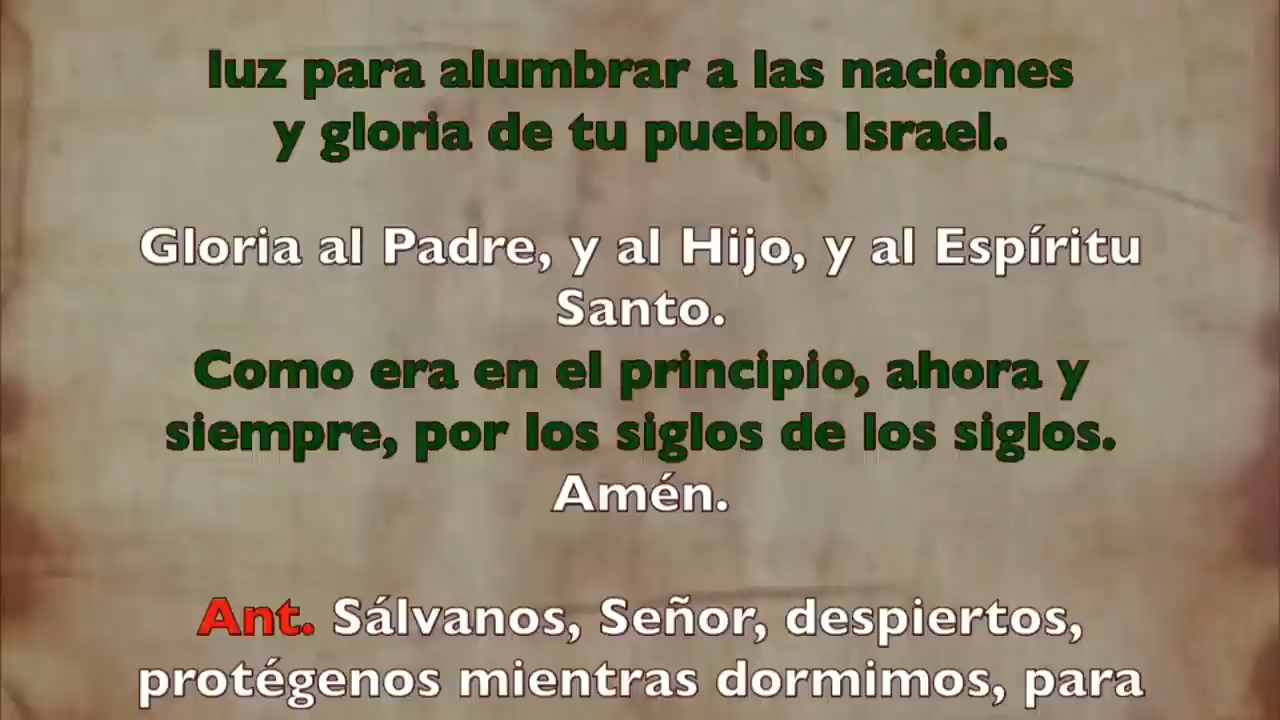 luz para alumbrar a las naciones
y gloria de tu pueblo Israel.
Gloria al Padre, y al Hijo, y al Espíritu
Santo.
Como era en el principio, ahora y
siempre, por los siglos de los siglos.
Amén.
Ant. Sálvanos, Señor, despiertos,
protégenos mientras dormimos, para